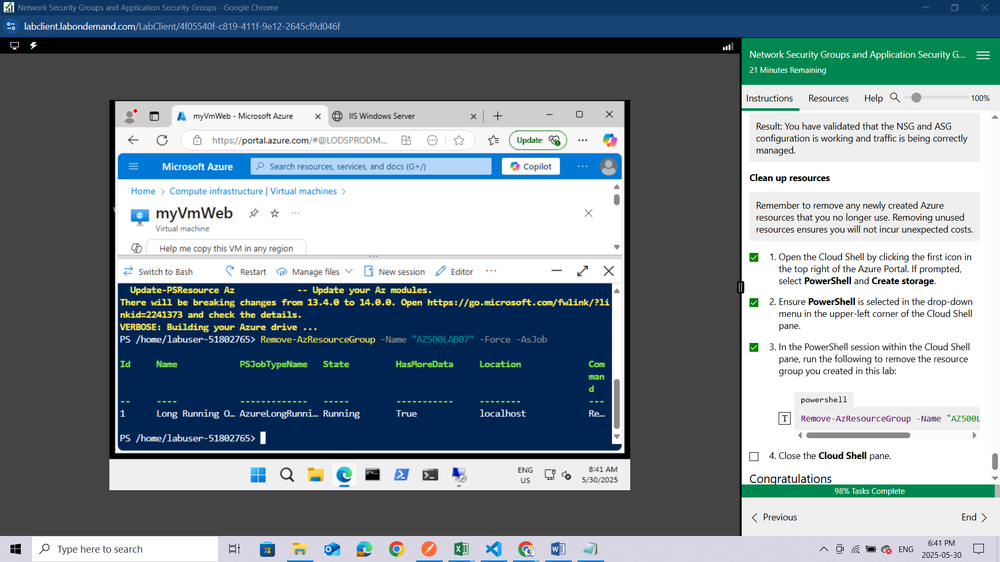 Network Security Groups and Application Security Groups - Google Chrome
labclient.labondemand.com/LabClient/4f05540f-c819-411f-9e12-2645cf9d046f
myVmWeb - Microsoft Azure
IIS Windows Server
https://portal.azure.com/#@LODSPRODM...
Update
Microsoft Azure
Search resources, services, and docs (G+/)
Copilot
Home > Compute infrastructure | Virtual machines >
myVmWeb
Virtual machine
Help me copy this VM in any region
Switch to Bash
Restart
Manage files
New session
Editor
Update-PSResource Az -- Update your Az modules.
There will be breaking changes from 13.4.0 to 14.0.0. Open https://go.microsoft.com/fwlink/?li
nkid=2241373 and check the details.
VERBOSE: Building your Azure drive ...
PS /home/labuser-51802765> Remove-AzResourceGroup -Name "AZ500LAB07" -Force -AsJob
Id Name PSJobTypeName State HasMoreData Location Com
man
d
-- ---- ------------- ----- ----------- -------- ---
1 Long Running O… AzureLongRunni… Running True localhost Re…
PS /home/labuser-51802765>
ENG
US
8:41 AM
5/30/2025
Network Security Groups and Application Security G...
21 Minutes Remaining
Instructions
Resources
Help
100%
Result: You have validated that the NSG and ASG
configuration is working and traffic is being correctly
managed.
Clean up resources
Remember to remove any newly created Azure
resources that you no longer use. Removing unused
resources ensures you will not incur unexpected costs.
1. Open the Cloud Shell by clicking the first icon in
the top right of the Azure Portal. If prompted,
select PowerShell and Create storage.
2. Ensure PowerShell is selected in the drop-down
menu in the upper-left corner of the Cloud Shell
pane.
3. In the PowerShell session within the Cloud Shell
pane, run the following to remove the resource
group you created in this lab:
powershell
T Remove-AzResourceGroup -Name "AZ500L
4. Close the Cloud Shell pane.
Congratulations
98% Tasks Complete
Previous
End
Type here to search
ENG
6:41 PM
2025-05-30